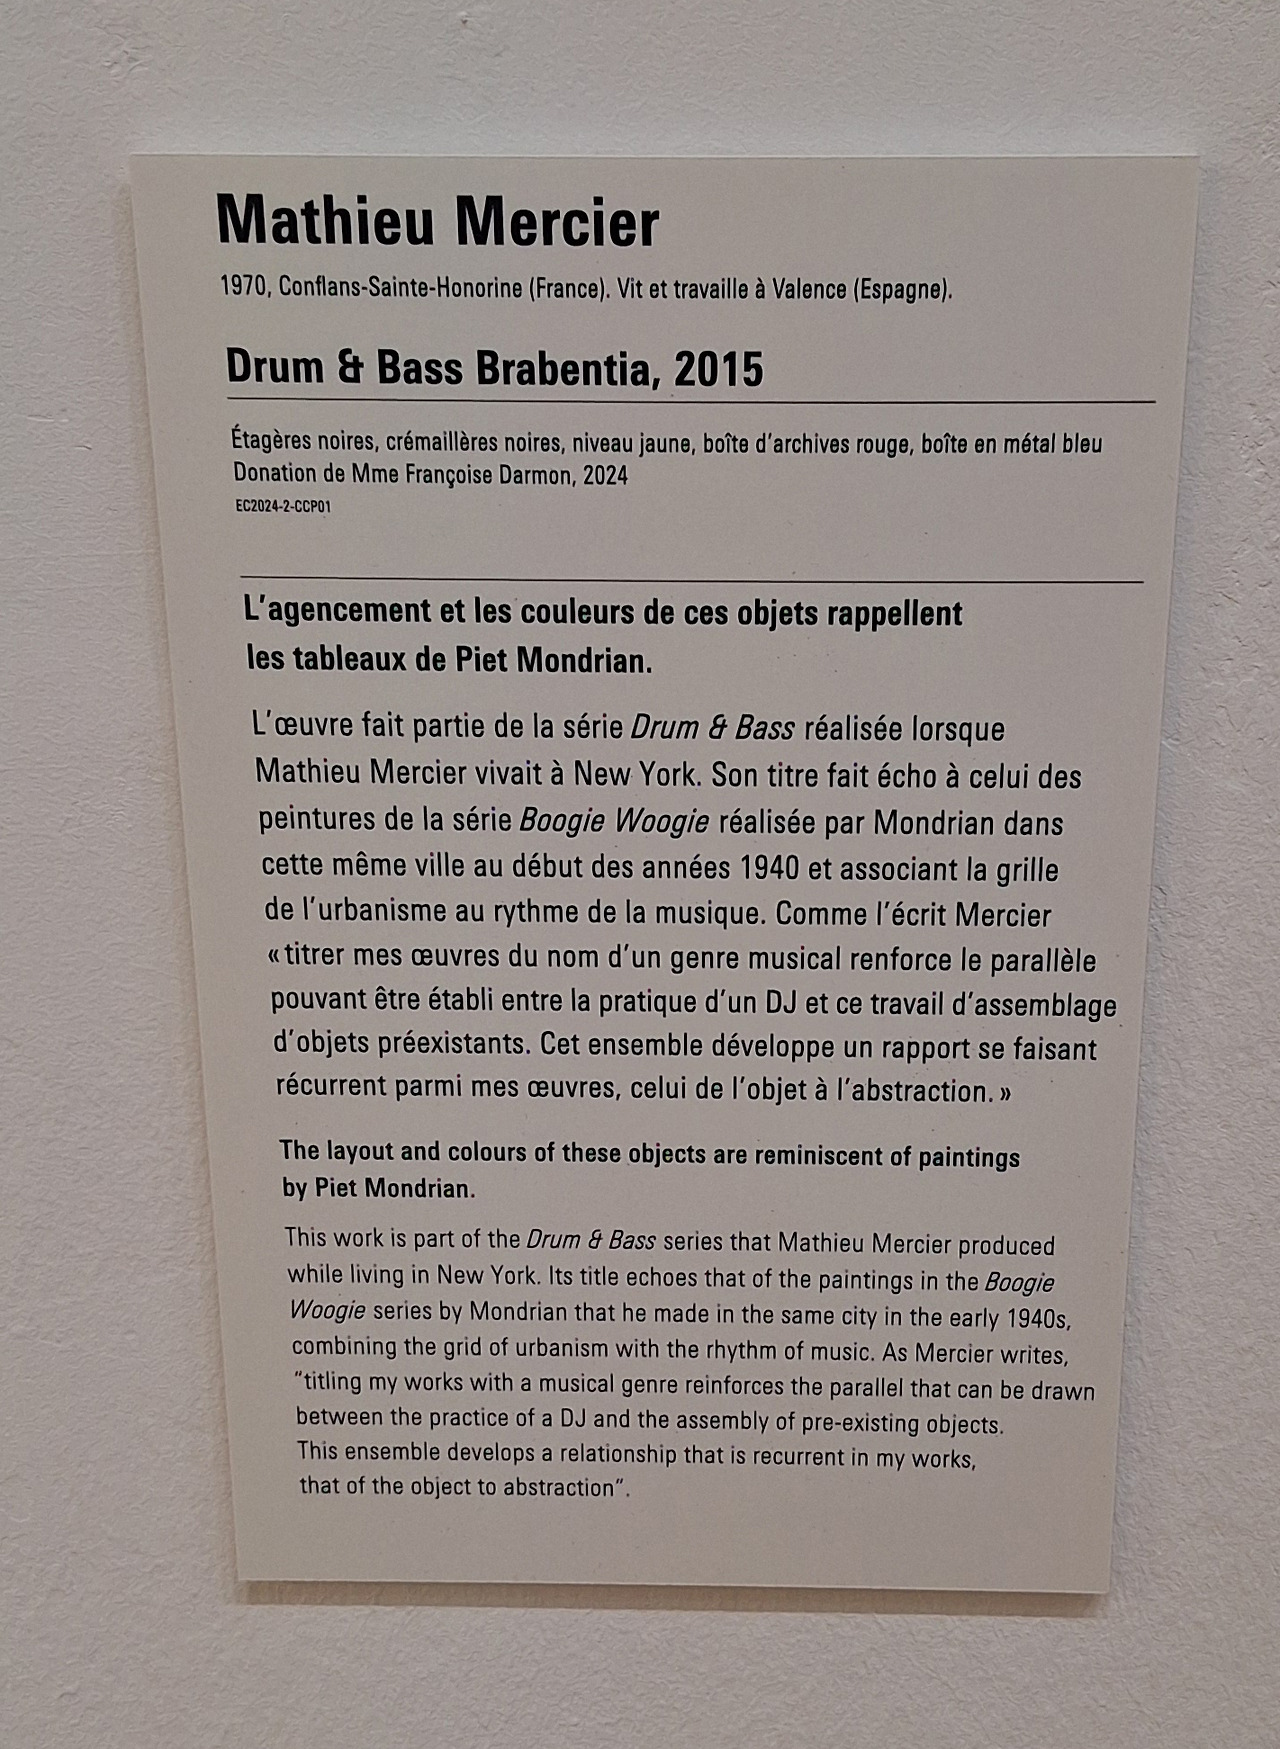 Mathieu Mercier
1970, Conflans-Sainte-Honorine (France). Vit et travaille à Valence (Espagne).
Drum & Bass Brabentia, 2015
Étagères noires, crémaillères noires, niveau jaune, boîte d'archives rouge, boîte en métal bleu
Donation de Mme Françoise Darmon, 2024
EC2024-2-CCP01
L'agencement et les couleurs de ces objets rappellent
les tableaux de Piet Mondrian.
L'œuvre fait partie de la série Drum & Bass réalisée lorsque
Mathieu Mercier vivait à New York. Son titre fait écho à celui des
peintures de la série Boogie Woogie réalisée par Mondrian dans
cette même ville au début des années 1940 et associant la grille
de l'urbanisme au rythme de la musique. Comme l'écrit Mercier
« titrer mes œuvres du nom d'un genre musical renforce le parallèle
pouvant être établi entre la pratique d'un DJ et ce travail d'assemblage
d'objets préexistants. Cet ensemble développe un rapport se faisant
récurrent parmi mes œuvres, celui de l'objet à l'abstraction. »
The layout and colours of these objects are reminiscent of paintings
by Piet Mondrian.
This work is part of the Drum & Bass series that Mathieu Mercier produced
while living in New York. Its title echoes that of the paintings in the Boogie
Woogie series by Mondrian that he made in the same city in the early 1940s,
combining the grid of urbanism with the rhythm of music. As Mercier writes,
"titling my works with a musical genre reinforces the parallel that can be drawn
between the practice of a DJ and the assembly of pre-existing objects.
This ensemble develops a relationship that is recurrent in my works,
that of the object to abstraction".